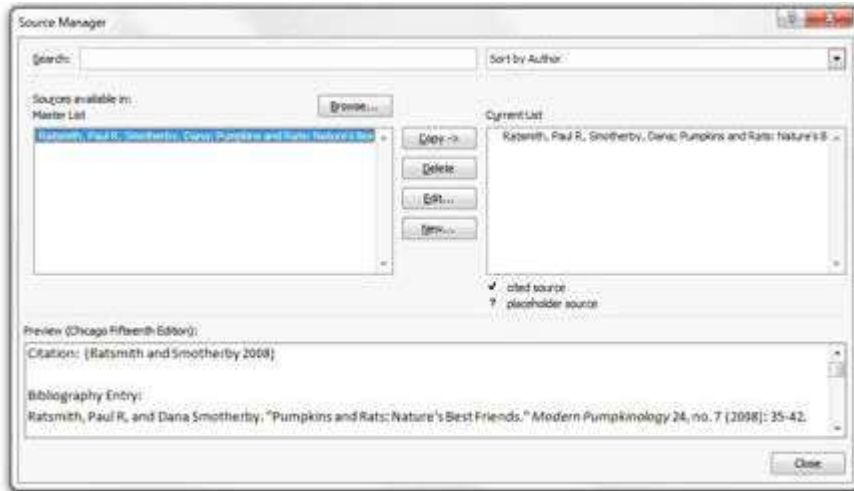 Source Manager
Search:
Sort by Author
Sources available in:
Master List
Browse...
Current List
Ratsmith, Paul R, Smotherby, Dana; Pumpkins and Rats: Nature's Bes
Copy ->
Ratsmith, Paul R, Smotherby, Dana; Pumpkins and Rats: Nature's B
Delete
Edit...
New...
✓ cited source
? placeholder source
Preview (Chicago Fifteenth Edition):
Citation: (Ratsmith and Smotherby 2008)
Bibliography Entry:
Ratsmith, Paul R, and Dana Smotherby. "Pumpkins and Rats: Nature's Best Friends." Modern Pumpkinology 24, no. 7 (2008): 35-42.
Close